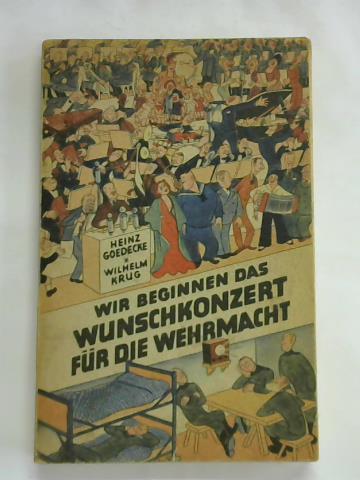 HEINZ
GOEDECKE
*
WILHELM
KRUG
WIR BEGINNEN DAS
WUNSCHKONZERT
FÜR DIE WEHRMACHT